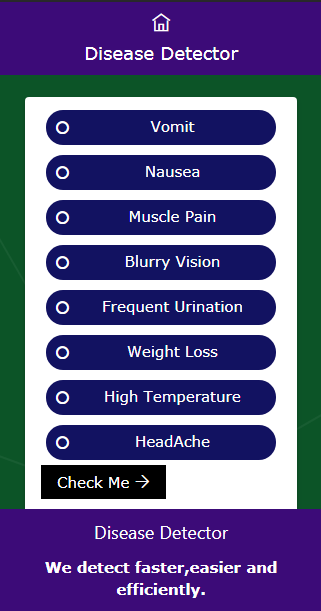 Disease Detector
Vomit
Nausea
Muscle Pain
Blurry Vision
Frequent Urination
Weight Loss
High Temperature
HeadAche
Check Me →
Disease Detector
We detect faster,easier and
efficiently.